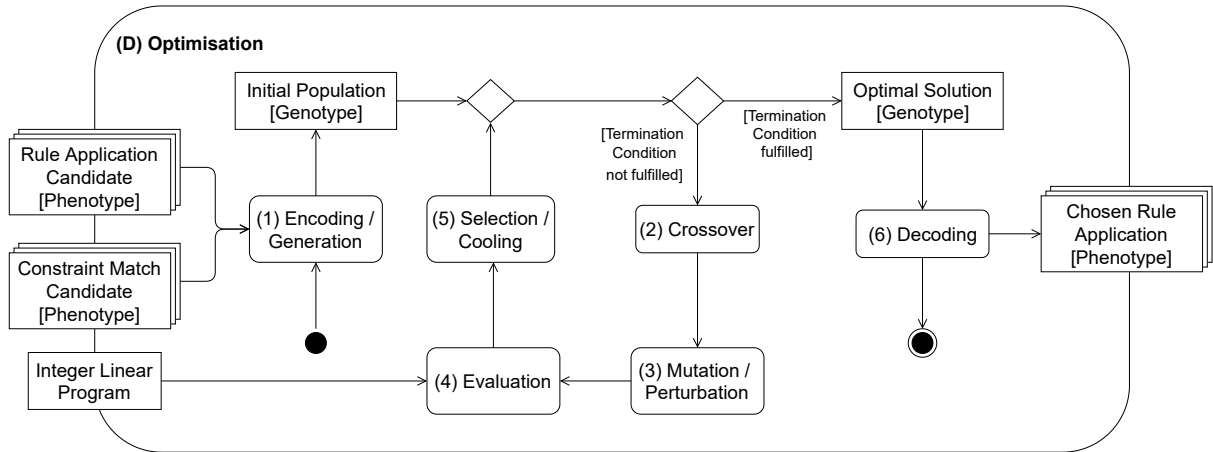 (D) Optimisation
Initial Population
[Genotype]
Optimal Solution
[Genotype]
[Termination
Condition
not fulfilled]
[Termination
Condition
fulfilled]
Rule Application
Candidate
[Phenotype]
(1) Encoding /
Generation
(5) Selection /
Cooling
(2) Crossover
(6) Decoding
Chosen Rule
Application
[Phenotype]
Constraint Match
Candidate
[Phenotype]
Integer Linear
Program
(4) Evaluation
(3) Mutation /
Perturbation